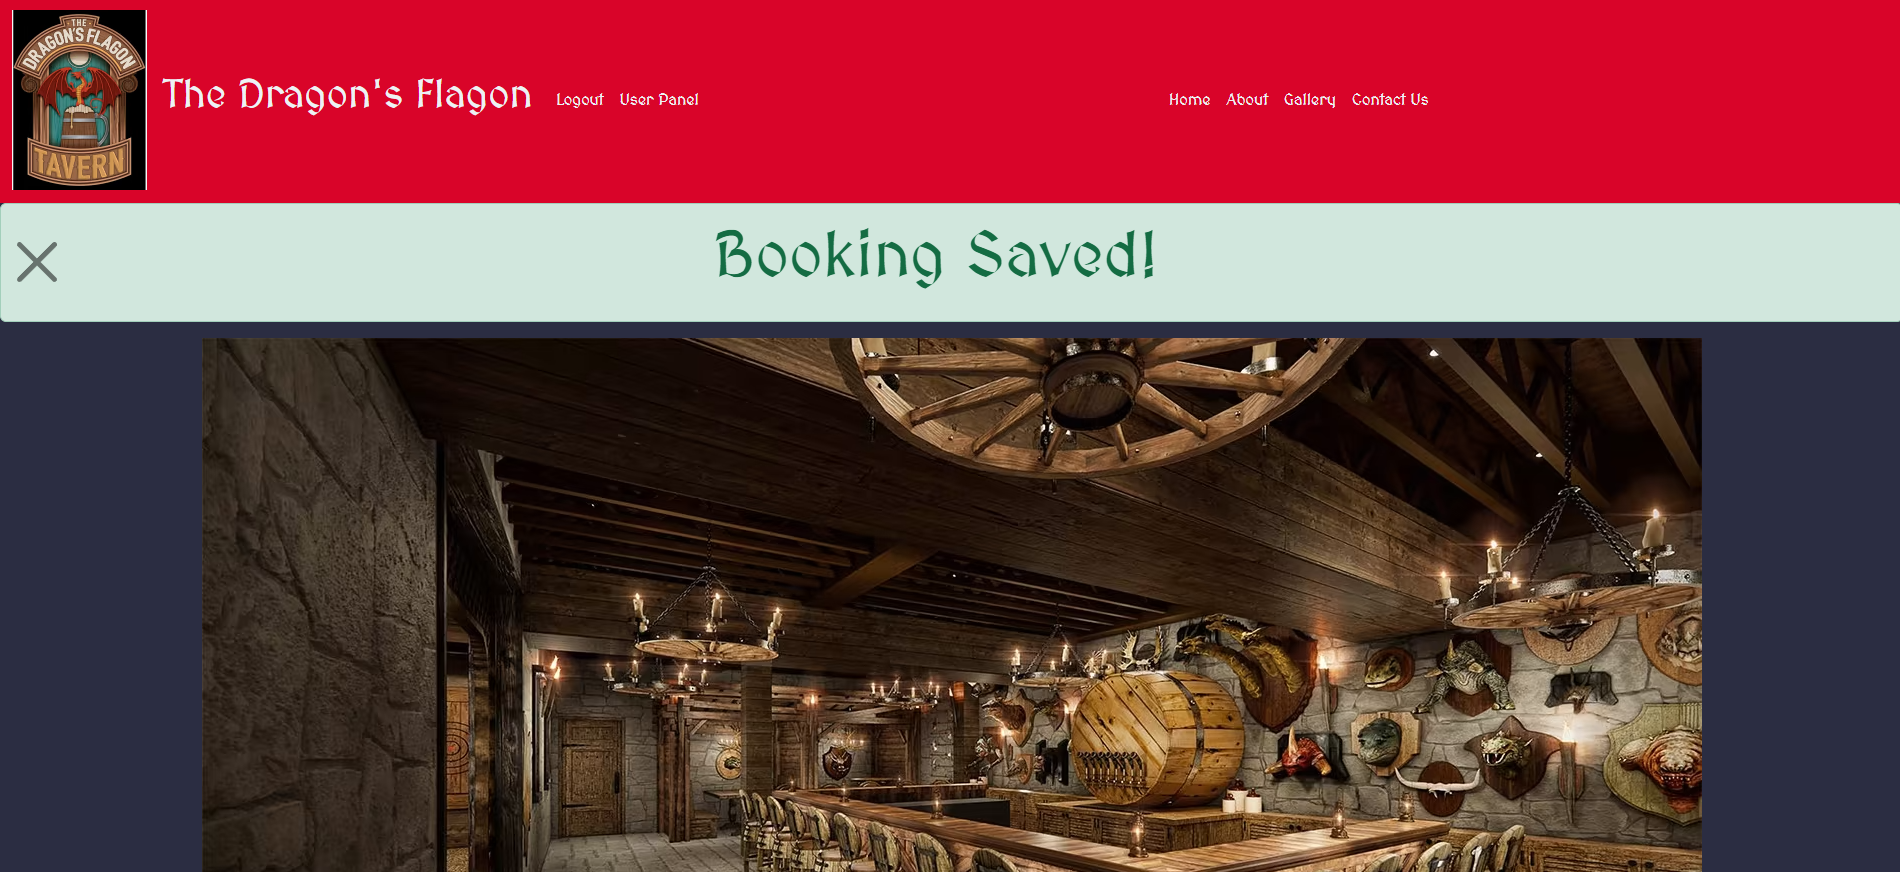 THE
DRAGON'S FLAGON
TAVERN
The Dragon's Flagon
Logout User Panel
Home About Gallery Contact Us
Booking Saved!